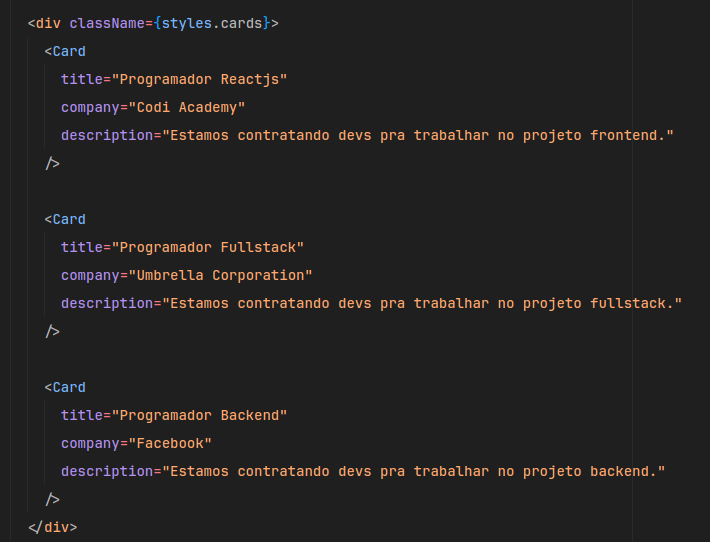 <div className={styles.cards}>
<Card
title="Programador Reactjs"
company="Codi Academy"
description="Estamos contratando devs pra trabalhar no projeto frontend."
/>
<Card
title="Programador Fullstack"
company="Umbrella Corporation"
description="Estamos contratando devs pra trabalhar no projeto fullstack."
/>
<Card
title="Programador Backend"
company="Facebook"
description="Estamos contratando devs pra trabalhar no projeto backend."
/>
</div>